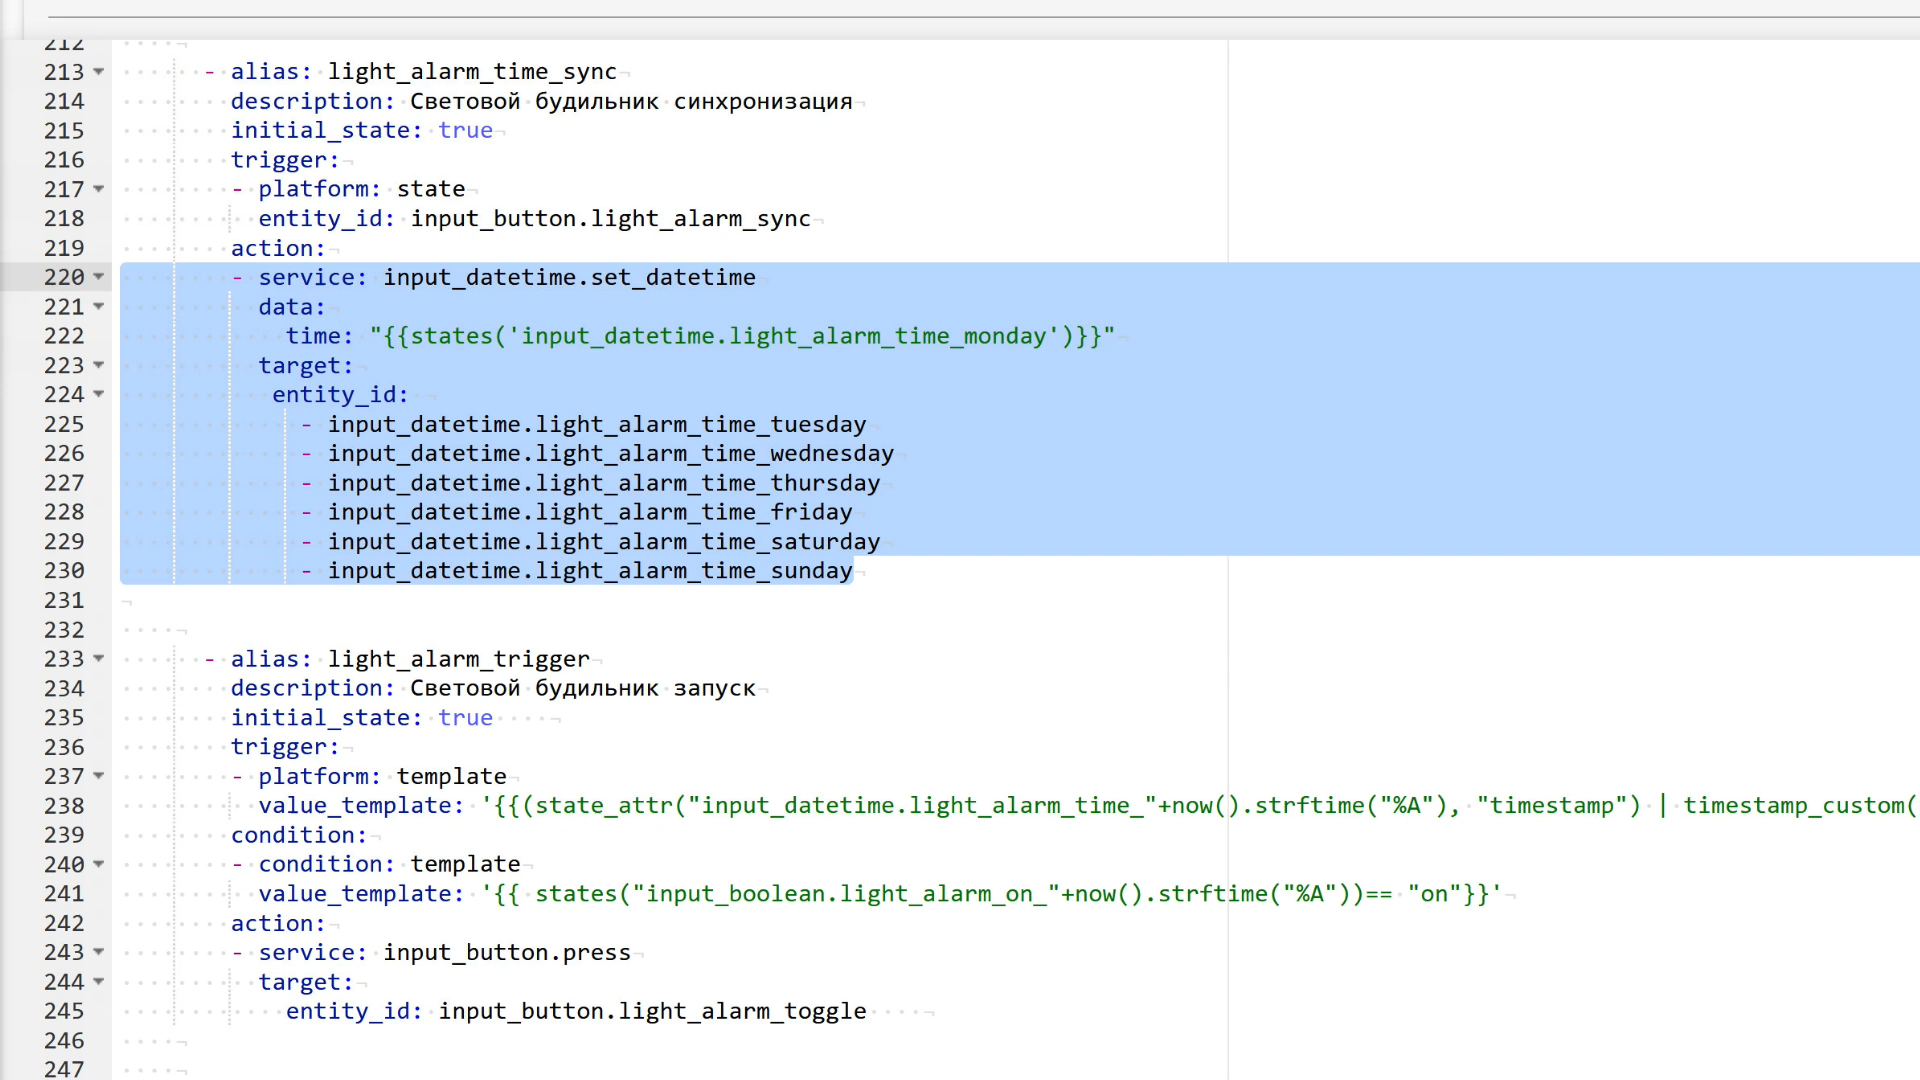 212
213 - alias: light_alarm_time_sync
214 description: Световой будильник синхронизация
215 initial_state: true
216 trigger:
217 - platform: state
218 entity_id: input_button.light_alarm_sync
219 action:
220 - service: input_datetime.set_datetime
221 data:
222 time: "{{states('input_datetime.light_alarm_time_monday')}}"
223 target:
224 entity_id:
225 - input_datetime.light_alarm_time_tuesday
226 - input_datetime.light_alarm_time_wednesday
227 - input_datetime.light_alarm_time_thursday
228 - input_datetime.light_alarm_time_friday
229 - input_datetime.light_alarm_time_saturday
230 - input_datetime.light_alarm_time_sunday
231
232
233 - alias: light_alarm_trigger
234 description: Световой будильник запуск
235 initial_state: true
236 trigger:
237 - platform: template
238 value_template: '{{(state_attr("input_datetime.light_alarm_time_"+now().strftime("%A"), "timestamp") | timestamp_custom(
239 condition:
240 - condition: template
241 value_template: '{{ states("input_boolean.light_alarm_on_"+now().strftime("%A"))== "on"}}'
242 action:
243 - service: input_button.press
244 target:
245 entity_id: input_button.light_alarm_toggle
246
247